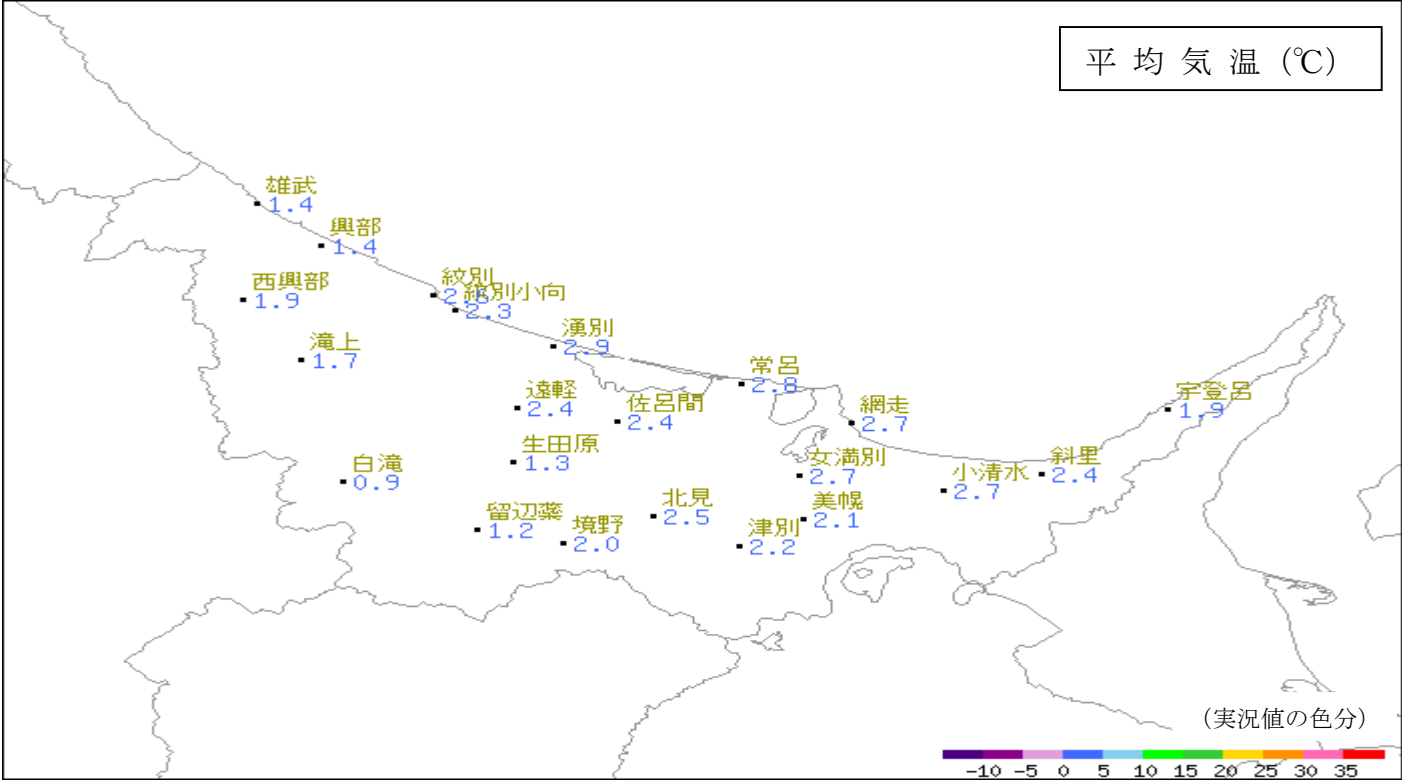 平均気温（℃）
雄武
1.4
興部
1.4
西興部
1.9
紋別
紋別小向
2.3
滝上
1.7
湧別
2.9
常呂
2.8
遠軽
2.4
佐呂間
2.4
網走
2.7
宇登呂
1.9
生田原
1.3
白滝
0.9
女満別
2.7
小清水
2.7
斜里
2.4
北見
2.5
美幌
2.1
留辺蘂
1.2
境野
2.0
津別
2.2
（実況値の色分）
-10 -5 0 5 10 15 20 25 30 35